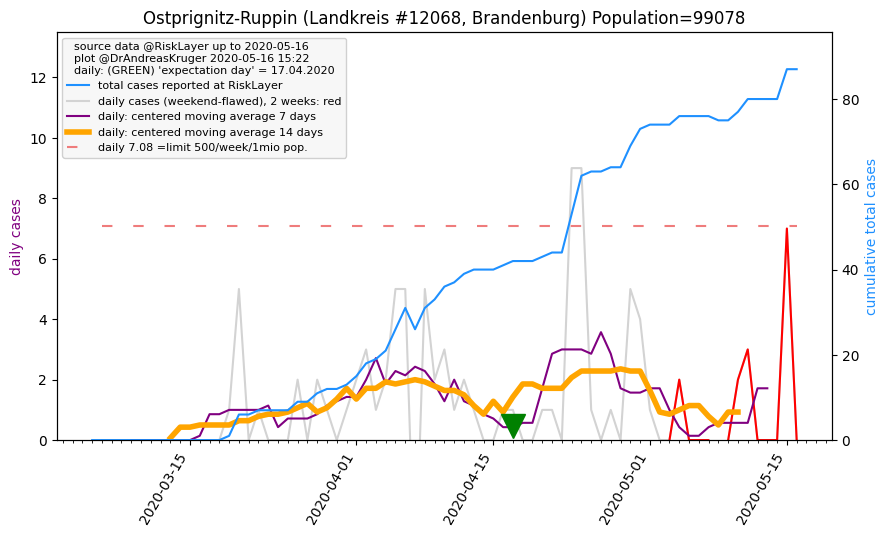 Ostprignitz-Ruppin (Landkreis #12068, Brandenburg) Population=99078
source data @RiskLayer up to 2020-05-16
plot @DrAndreasKruger 2020-05-16 15:22
daily: (GREEN) 'expectation day' = 17.04.2020
total cases reported at RiskLayer
daily cases (weekend-flawed), 2 weeks: red
daily: centered moving average 7 days
daily: centered moving average 14 days
daily 7.08 =limit 500/week/1mio pop.
daily cases
0
2
4
6
8
10
12
cumulative total cases
0
20
40
60
80
2020-03-15
2020-04-01
2020-04-15
2020-05-01
2020-05-15